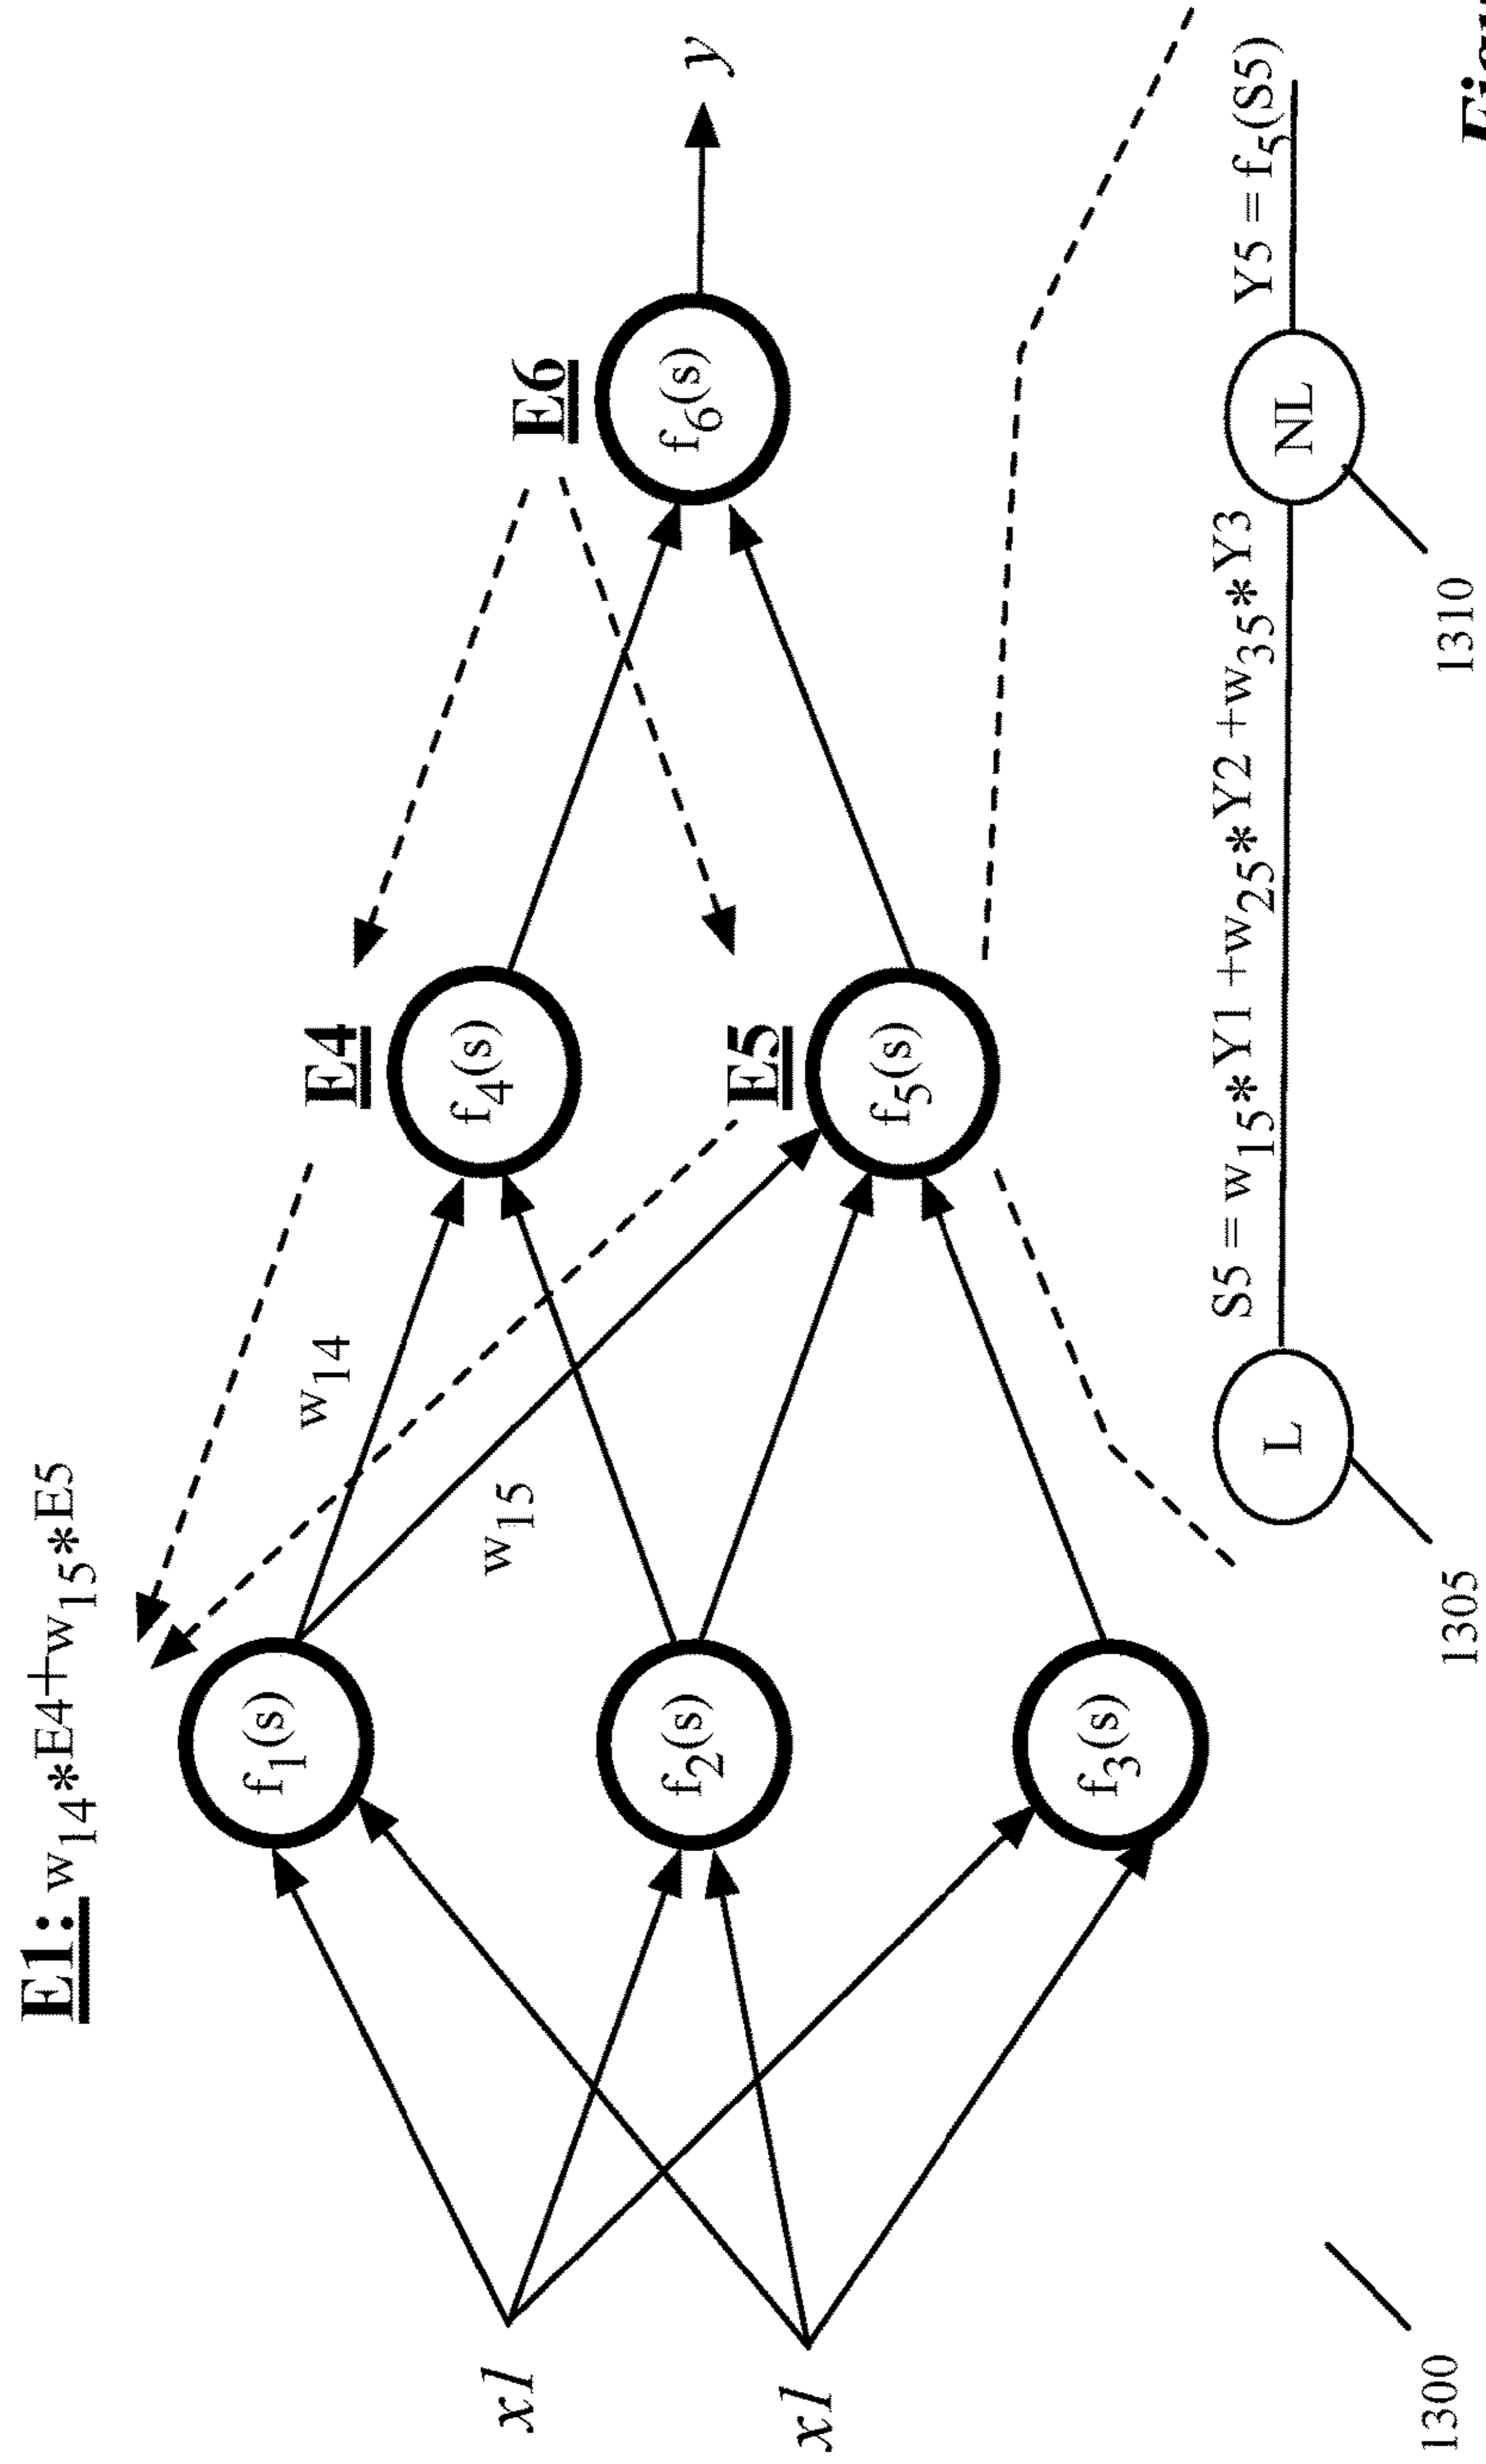 E1: w14*E4+w15*E5
E4
E6
w14
w15
E5
f1(s)
f4(s)
f6(s)
y
x1
f2(s)
f5(s)
x1
f3(s)
S5 = w15*Y1 +w25*Y2 +w35*Y3
Y5 = f5(S5)
L
NL
1300
1305
1310